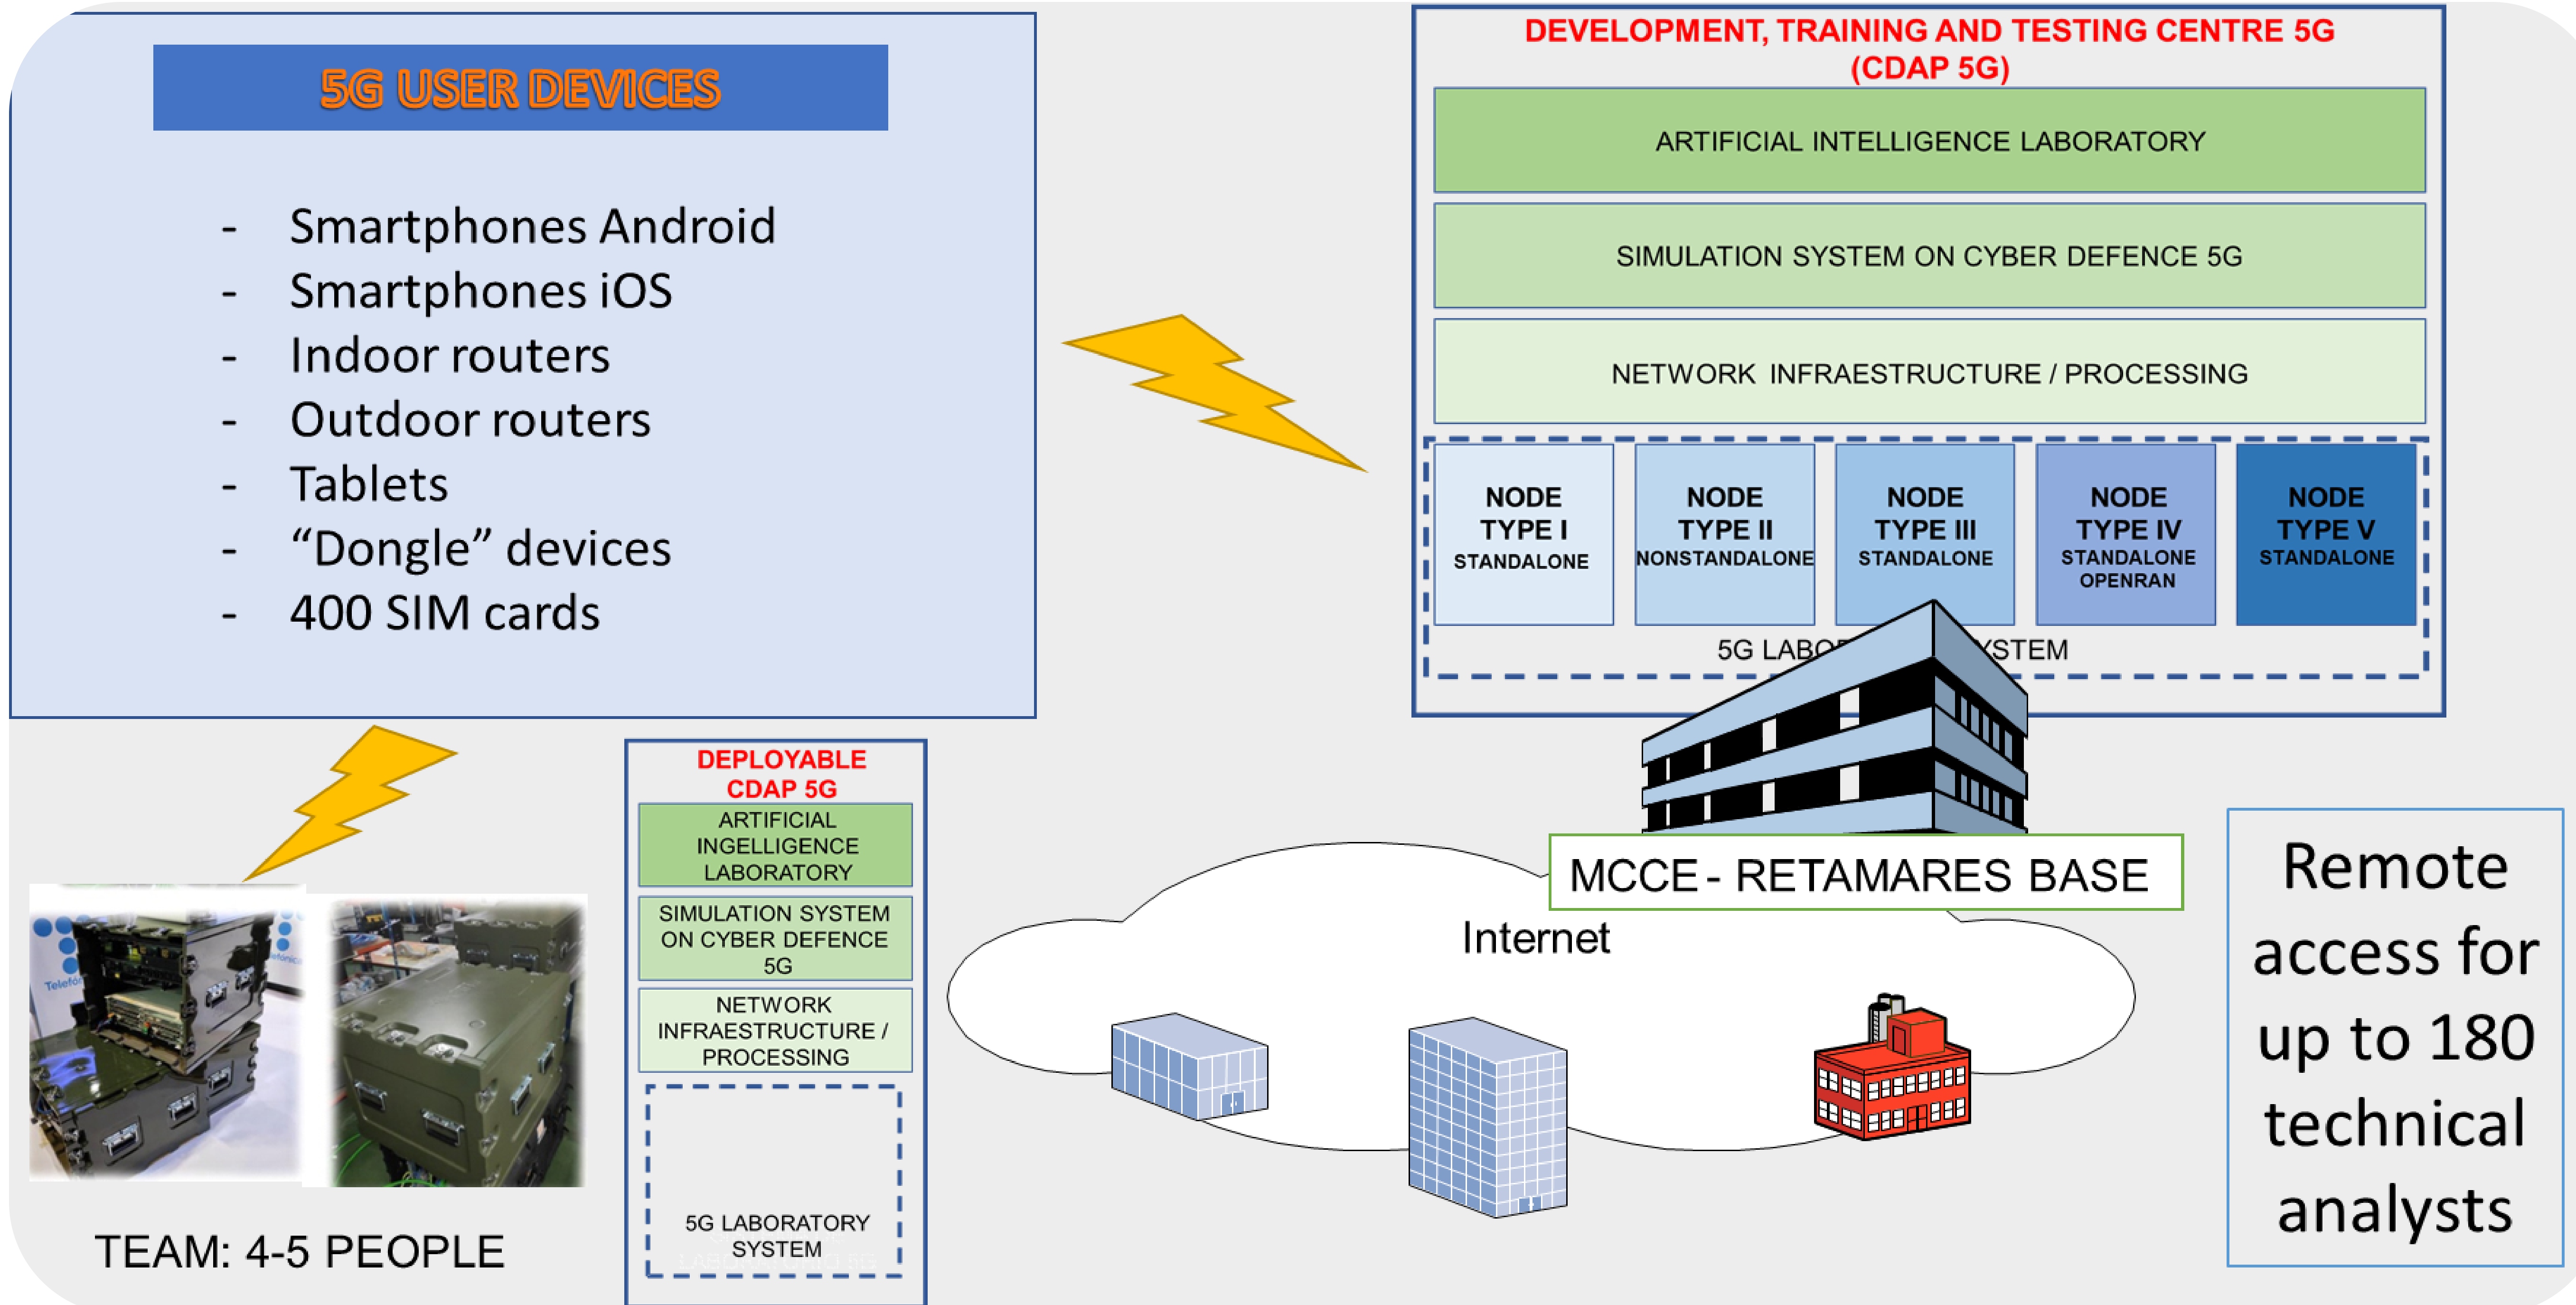 5G USER DEVICES
- Smartphones Android
- Smartphones iOS
- Indoor routers
- Outdoor routers
- Tablets
- “Dongle” devices
- 400 SIM cards
DEVELOPMENT, TRAINING AND TESTING CENTRE 5G
(CDAP 5G)
ARTIFICIAL INTELLIGENCE LABORATORY
SIMULATION SYSTEM ON CYBER DEFENCE 5G
NETWORK INFRAESTRUCTURE / PROCESSING
NODE
TYPE I
STANDALONE
NODE
TYPE II
NONSTANDALONE
NODE
TYPE III
STANDALONE
NODE
TYPE IV
STANDALONE
OPENRAN
NODE
TYPE V
STANDALONE
5G
DEPLOYABLE
CDAP 5G
ARTIFICIAL
INGELLIGENCE
LABORATORY
SIMULATION SYSTEM
ON CYBER DEFENCE
5G
NETWORK
INFRAESTRUCTURE /
PROCESSING
5G LABORATORY
SYSTEM
TEAM: 4-5 PEOPLE
MCCE - RETAMARES BASE
Internet
Remote
access for
up to 180
technical
analysts